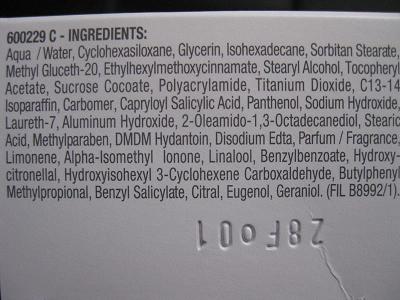 600229 C - INGREDIENTS:
Aqua / Water, Cyclohexasiloxane, Glycerin, Isohexadecane, Sorbitan Stearate,
Methyl Gluceth-20, Ethylhexylmethoxycinnamate, Stearyl Alcohol, Tocopheryl
Acetate, Sucrose Cocoate, Polyacrylamide, Titanium Dioxide, C13-14
Isoparaffin, Carbomer, Capryloyl Salicylic Acid, Panthenol, Sodium Hydroxide,
Laureth-7, Aluminum Hydroxide, 2-Oleamido-1,3-Octadecanediol, Stearic
Acid, Methylparaben, DMDM Hydantoin, Disodium Edta, Parfum / Fragrance,
Limonene, Alpha-Isomethyl Ionone, Linalool, Benzylbenzoate, Hydroxy-
citronellal, Hydroxyisohexyl 3-Cyclohexene Carboxaldehyde, Butylphenyl
Methylpropional, Benzyl Salicylate, Citral, Eugenol, Geraniol. (FIL B8992/1).
28F001